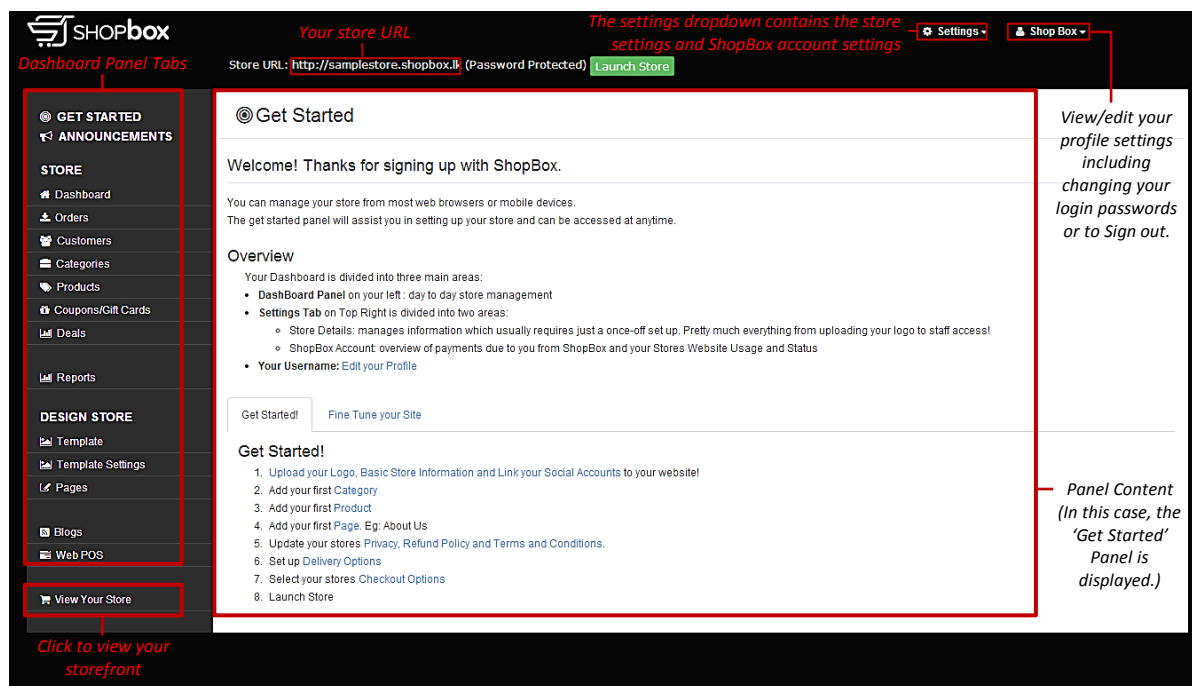 SHOPbox
Your store URL
The settings dropdown contains the store
settings and ShopBox account settings
Settings
Shop Box
Dashboard Panel Tabs
Store URL: http://samplestore.shopbox.lk (Password Protected) Launch Store
GET STARTED
ANNOUNCEMENTS
STORE
Dashboard
Orders
Customers
Categories
Products
Coupons/Gift Cards
Deals
Reports
DESIGN STORE
Template
Template Settings
Pages
Blogs
Web POS
View Your Store
Click to view your
storefront
Get Started
Welcome! Thanks for signing up with ShopBox.
You can manage your store from most web browsers or mobile devices.
The get started panel will assist you in setting up your store and can be accessed at anytime.
Overview
Your Dashboard is divided into three main areas:
• DashBoard Panel on your left : day to day store management
• Settings Tab on Top Right is divided into two areas:
Store Details: manages information which usually requires just a once-off set up. Pretty much everything from uploading your logo to staff access!
ShopBox Account: overview of payments due to you from ShopBox and your Stores Website Usage and Status
• Your Username: Edit your Profile
Get Started!
Fine Tune your Site
Get Started!
1. Upload your Logo, Basic Store Information and Link your Social Accounts to your website!
2. Add your first Category
3. Add your first Product
4. Add your first Page. Eg: About Us
5. Update your stores Privacy, Refund Policy and Terms and Conditions.
6. Set up Delivery Options
7. Select your stores Checkout Options
8. Launch Store
View/edit your
profile settings
including
changing your
login passwords
or to Sign out.
Panel Content
(In this case, the
‘Get Started’
Panel is
displayed.)